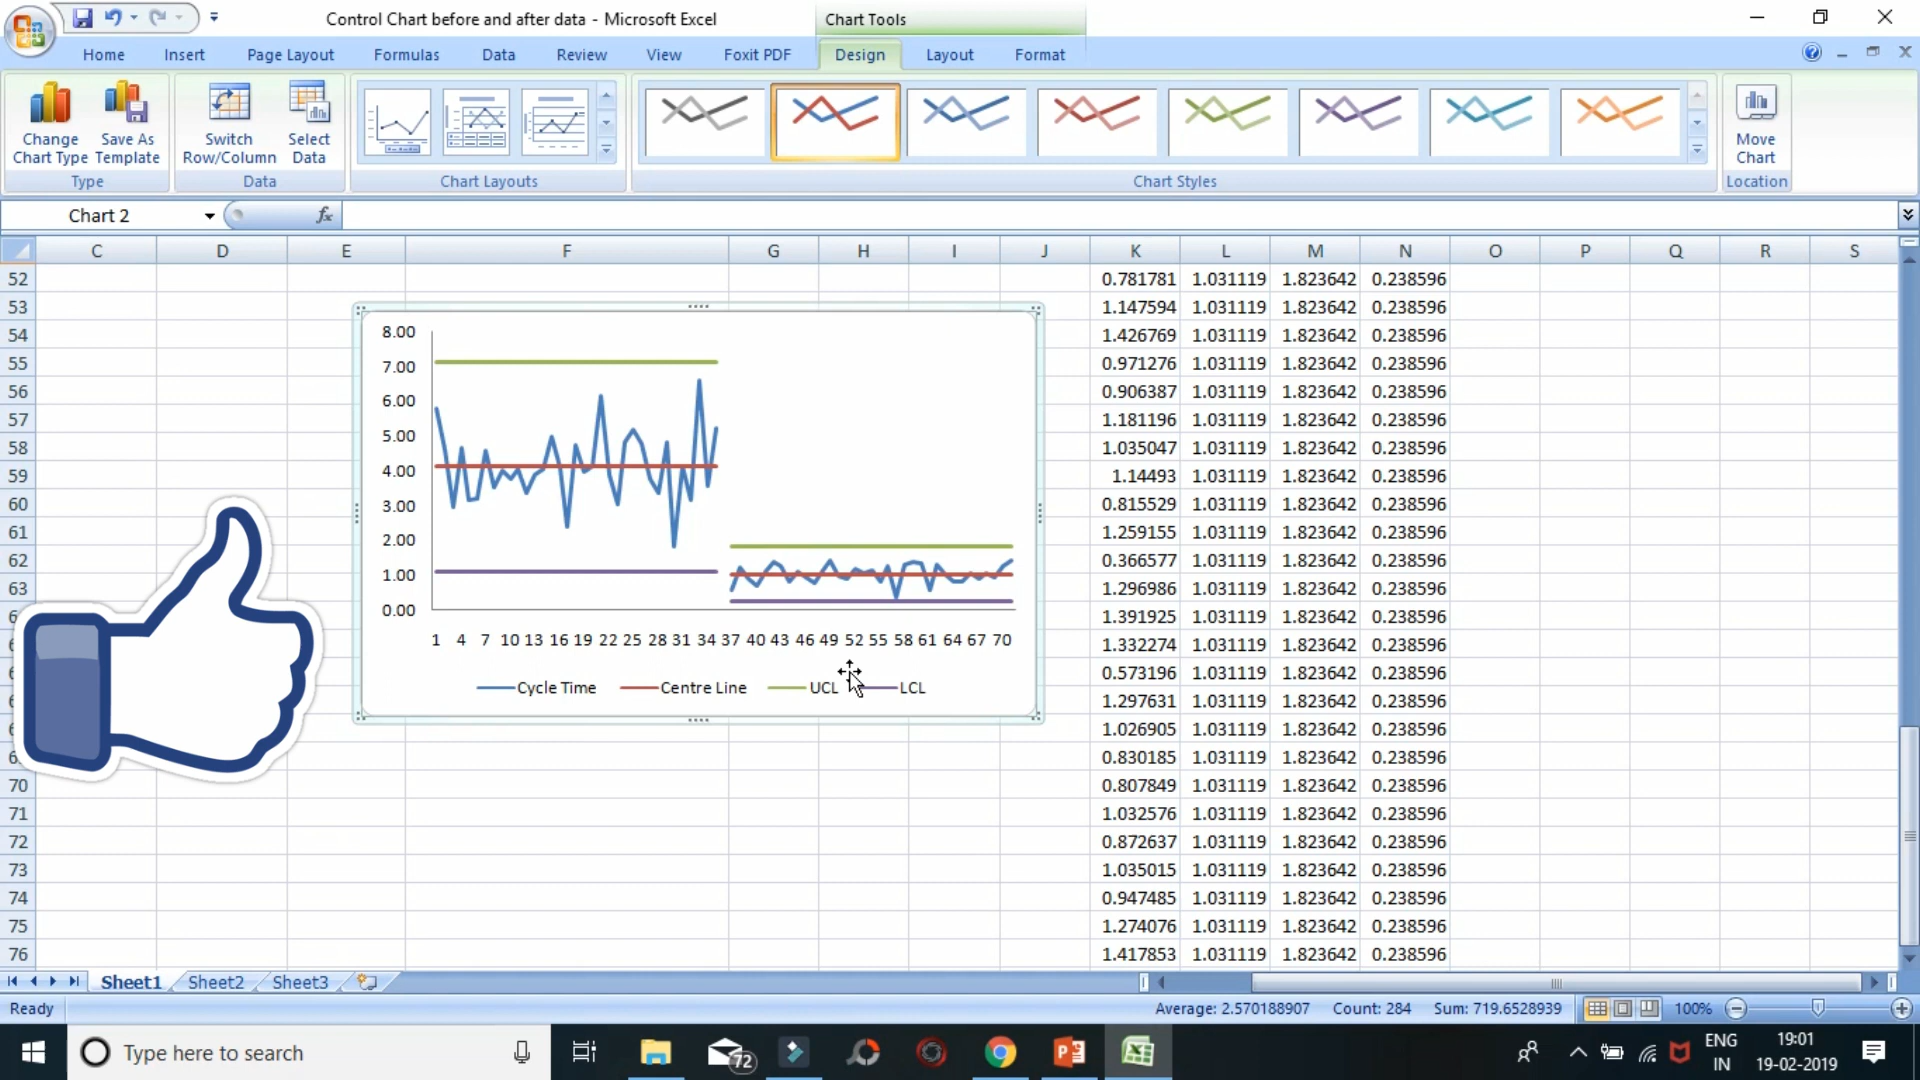 Control Chart before and after data - Microsoft Excel
Chart Tools
Home Insert Page Layout Formulas Data Review View Foxit PDF Design Layout Format
Change Chart Type
Save As Template
Switch Row/Column
Select Data
Move Chart
Type Data Chart Layouts Chart Styles Location
Chart 2 fx
C D E F G H I J K L M N O P Q R S
52 0.781781 1.031119 1.823642 0.238596
53 1.147594 1.031119 1.823642 0.238596
54 1.426769 1.031119 1.823642 0.238596
55 0.971276 1.031119 1.823642 0.238596
56 0.906387 1.031119 1.823642 0.238596
57 1.181196 1.031119 1.823642 0.238596
58 1.035047 1.031119 1.823642 0.238596
59 1.14493 1.031119 1.823642 0.238596
60 0.815529 1.031119 1.823642 0.238596
61 1.259155 1.031119 1.823642 0.238596
62 0.366577 1.031119 1.823642 0.238596
63 1.296986 1.031119 1.823642 0.238596
1.391925 1.031119 1.823642 0.238596
1.332274 1.031119 1.823642 0.238596
0.573196 1.031119 1.823642 0.238596
1.297631 1.031119 1.823642 0.238596
1.026905 1.031119 1.823642 0.238596
0.830185 1.031119 1.823642 0.238596
70 0.807849 1.031119 1.823642 0.238596
71 1.032576 1.031119 1.823642 0.238596
72 0.872637 1.031119 1.823642 0.238596
73 1.035015 1.031119 1.823642 0.238596
74 0.947485 1.031119 1.823642 0.238596
75 1.274076 1.031119 1.823642 0.238596
76 1.417853 1.031119 1.823642 0.238596
8.00
7.00
6.00
5.00
4.00
3.00
2.00
1.00
0.00
1 4 7 10 13 16 19 22 25 28 31 34 37 40 43 46 49 52 55 58 61 64 67 70
Cycle Time Centre Line UCL LCL
Sheet1 Sheet2 Sheet3
Ready Average: 2.570188907 Count: 284 Sum: 719.6528939 100%
Type here to search
72
ENG
IN
19:01
19-02-2019